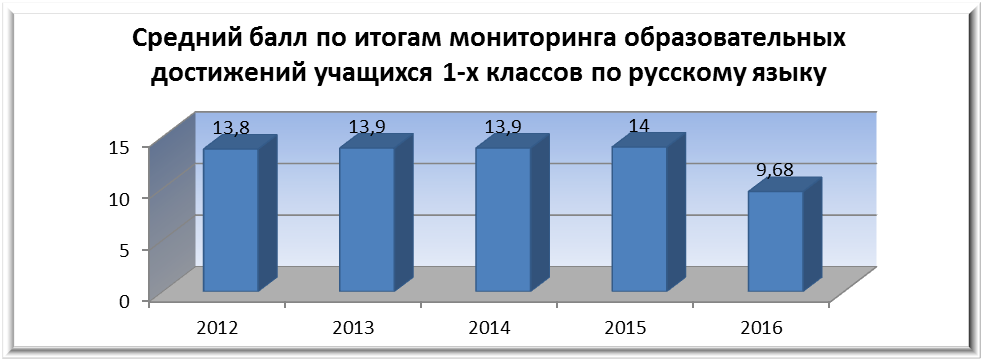 Средний балл по итогам мониторинга образовательных
достижений учащихся 1-х классов по русскому языку
13,8 13,9 13,9 14 9,68
15
10
5
0
2012 2013 2014 2015 2016